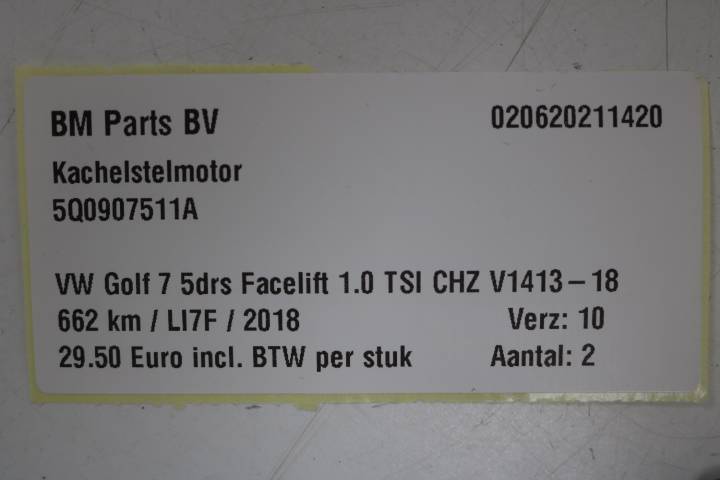 BM Parts BV 020620211420
Kachelstelmotor
5Q0907511A
VW Golf 7 5drs Facelift 1.0 TSI CHZ V1413 – 18
662 km / LI7F / 2018 Verz: 10
29.50 Euro incl. BTW per stuk Aantal: 2